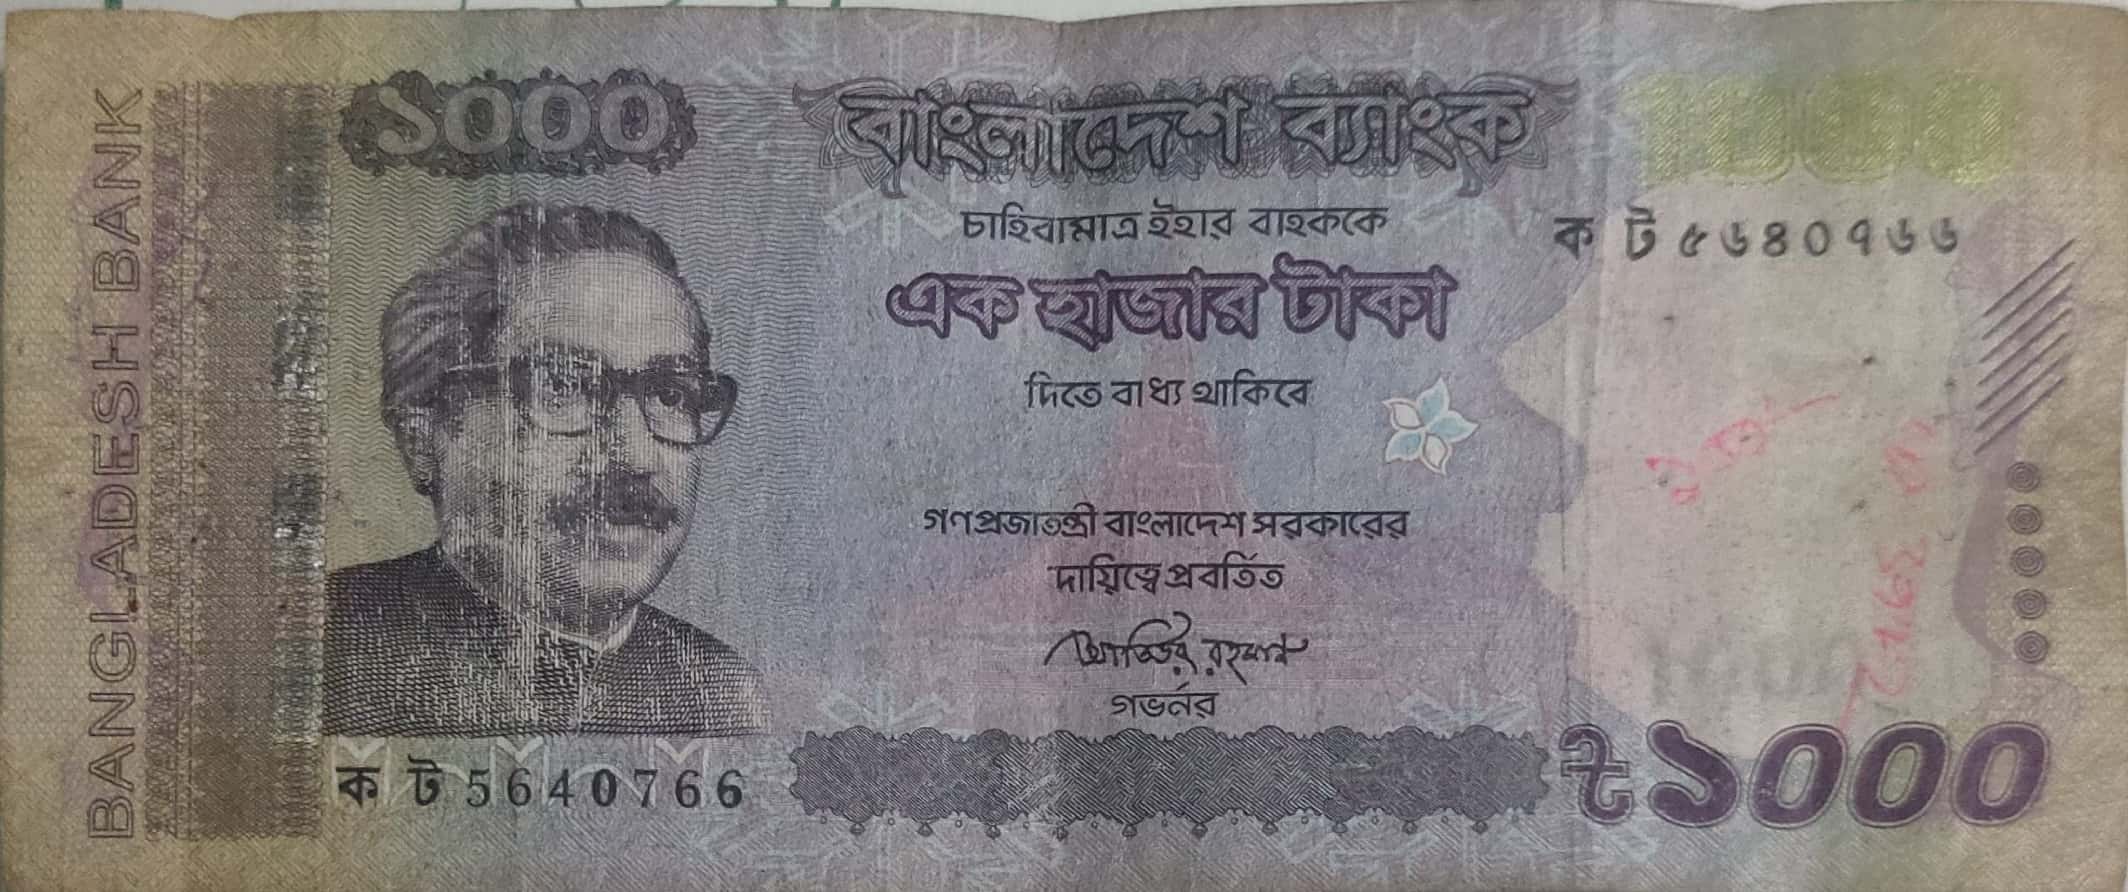 BANGLADESH BANK
১০০০
বাংলাদেশ ব্যাংক
1000
চাহিবামাত্র ইহার বাহককে
ক ট ৫৬৪০৭৬৬
এক হাজার টাকা
দিতে বাধ্য থাকিবে
গণপ্রজাতন্ত্রী বাংলাদেশ সরকারের
দায়িত্বে প্রবর্তিত
আতিউর রহমান
গভর্নর
ক ট 5640766
৳১০০০